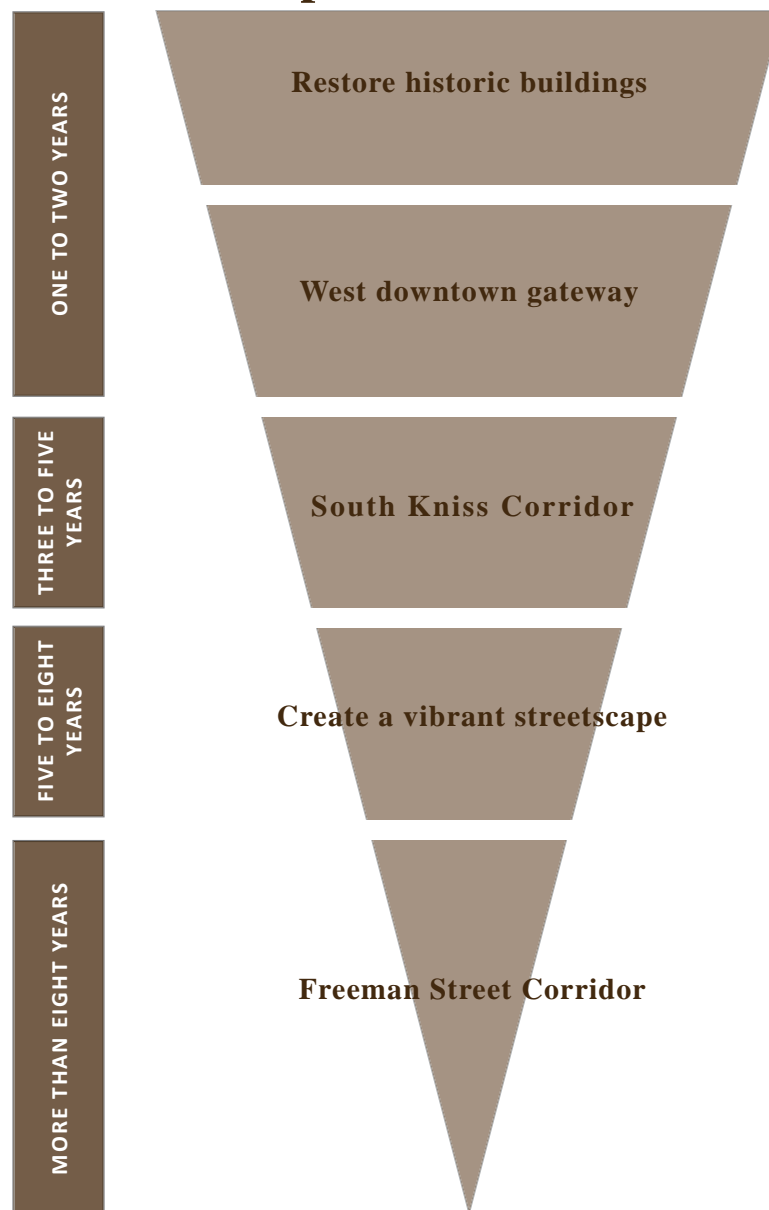 ONE TO TWO YEARS
Restore historic buildings
West downtown gateway
THREE TO FIVE
YEARS
South Kniss Corridor
FIVE TO EIGHT
YEARS
Create a vibrant streetscape
MORE THAN EIGHT YEARS
Freeman Street Corridor